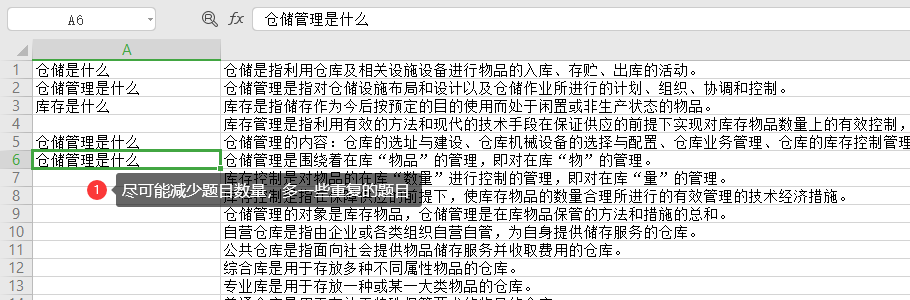 A6
fx
仓储管理是什么
A
1 仓储是什么 仓储是指利用仓库及相关设施设备进行物品的入库、存贮、出库的活动。
2 仓储管理是什么 仓储管理是指对仓储设施布局和设计以及仓储作业所进行的计划、组织、协调和控制。
3 库存是什么 库存是指储存作为今后按预定的目的使用而处于闲置或非生产状态的物品。
4 库存管理是指利用有效的方法和现代的技术手段在保证供应的前提下实现对库存物品数量上的有效控制，
5 仓储管理是什么 仓储管理的内容：仓库的选址与建设、仓库机械设备的选择与配置、仓库业务管理、仓库的库存控制管理
6 仓储管理是什么 仓储管理是围绕着在库“物品”的管理，即对在库“物”的管理。
库存控制是对物品的在库“数量”进行控制的管理，即对在库“量”的管理。
1 尽可能减少题目数量，多一些重复的题目
8 库存控制是在保障供应的前提下，使库存物品的数量合理所进行的有效管理的技术经济措施。
9 仓储管理的对象是库存物品，仓储管理是在库物品保管的方法和措施的总和。
10 自营仓库是指由企业或各类组织自营自管，为自身提供储存服务的仓库。
11 公共仓库是指面向社会提供物品储存服务并收取费用的仓库。
12 综合库是用于存放多种不同属性物品的仓库。
13 专业库是用于存放一种或某一大类物品的仓库。